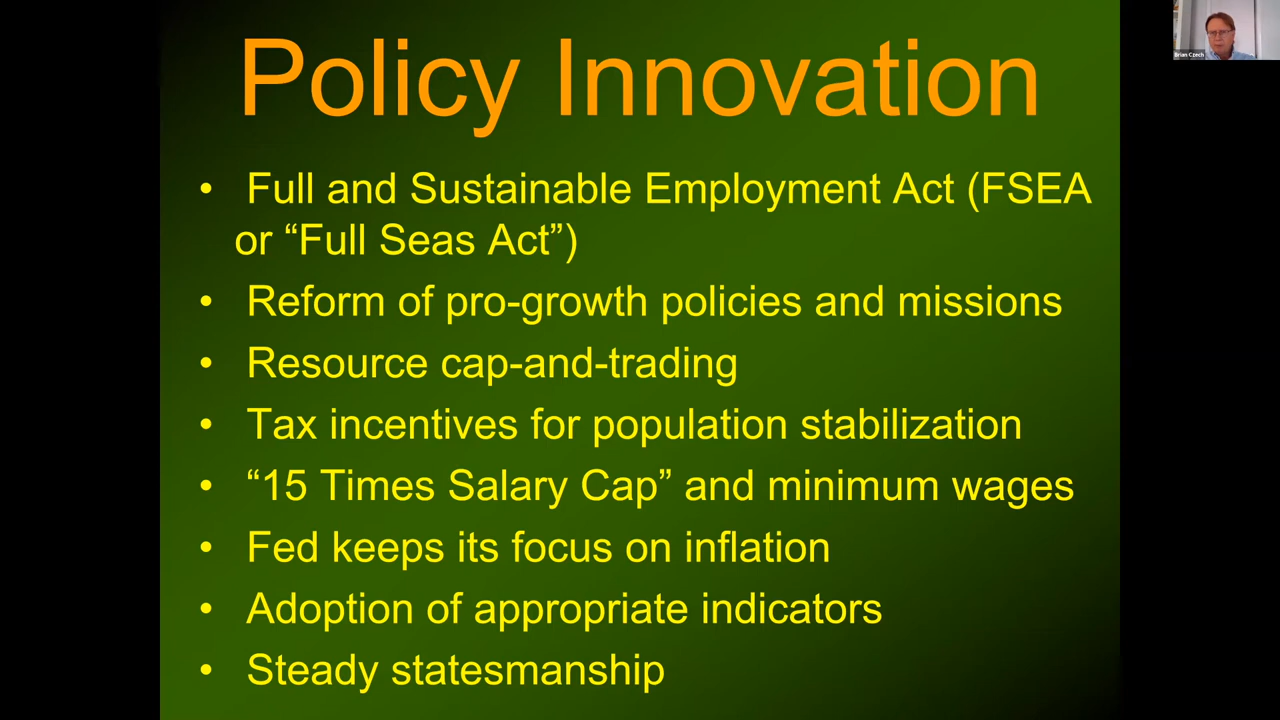 Policy Innovation
Brian Czech
• Full and Sustainable Employment Act (FSEA
or “Full Seas Act”)
• Reform of pro-growth policies and missions
• Resource cap-and-trading
• Tax incentives for population stabilization
• “15 Times Salary Cap” and minimum wages
• Fed keeps its focus on inflation
• Adoption of appropriate indicators
• Steady statesmanship